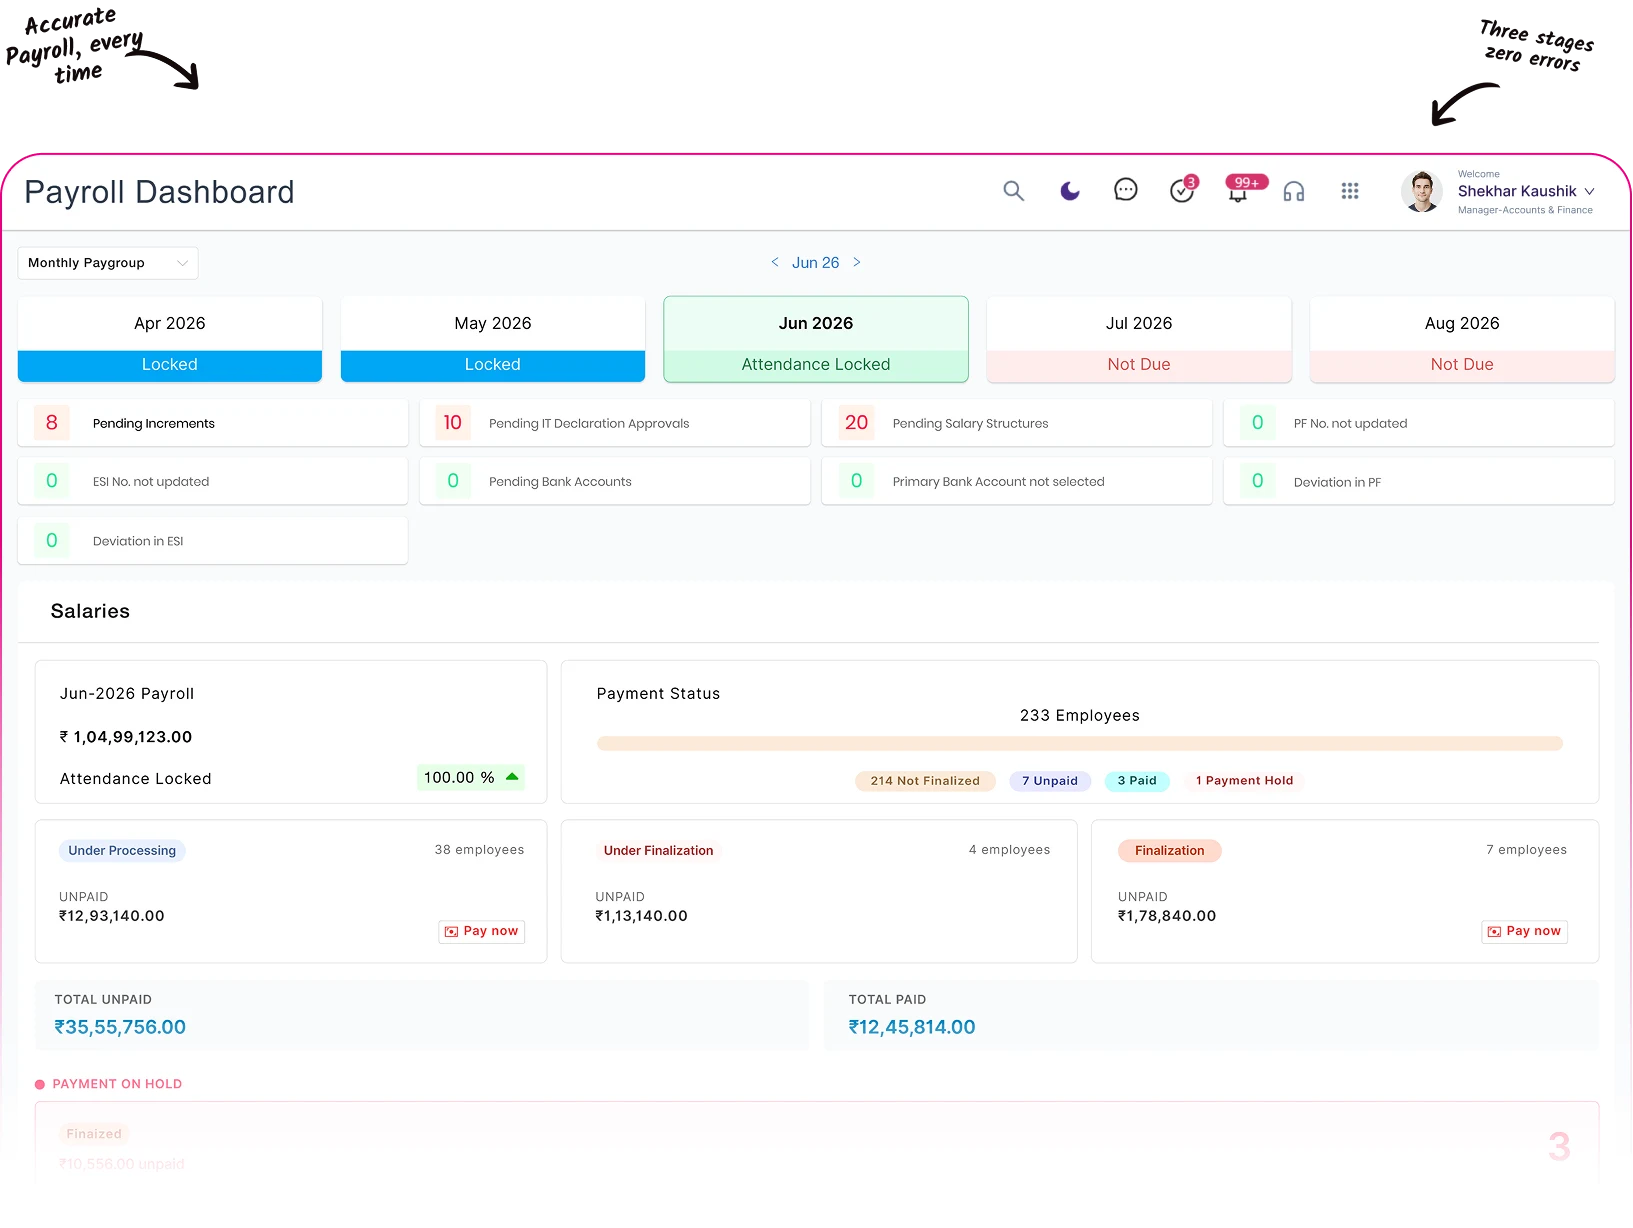 Accurate
Payroll, every
time
Three stages
zero errors
Payroll Dashboard
3
99+
Welcome
Shekhar Kaushik
Manager-Accounts & Finance
Monthly Paygroup
< Jun 26 >
Apr 2026
Locked
May 2026
Locked
Jun 2026
Attendance Locked
Jul 2026
Not Due
Aug 2026
Not Due
8 Pending Increments
10 Pending IT Declaration Approvals
20 Pending Salary Structures
0 PF No. not updated
0 ESI No. not updated
0 Pending Bank Accounts
0 Primary Bank Account not selected
0 Deviation in PF
0 Deviation in ESI
Salaries
Jun-2026 Payroll
₹ 1,04,99,123.00
Attendance Locked
100.00 %
Payment Status
233 Employees
214 Not Finalized
7 Unpaid
3 Paid
1 Payment Hold
Under Processing
38 employees
UNPAID
₹12,93,140.00
Pay now
Under Finalization
4 employees
UNPAID
₹1,13,140.00
Finalization
7 employees
UNPAID
₹1,78,840.00
Pay now
TOTAL UNPAID
₹35,55,756.00
TOTAL PAID
₹12,45,814.00
PAYMENT ON HOLD
Finaized
₹10,556.00 unpaid
3